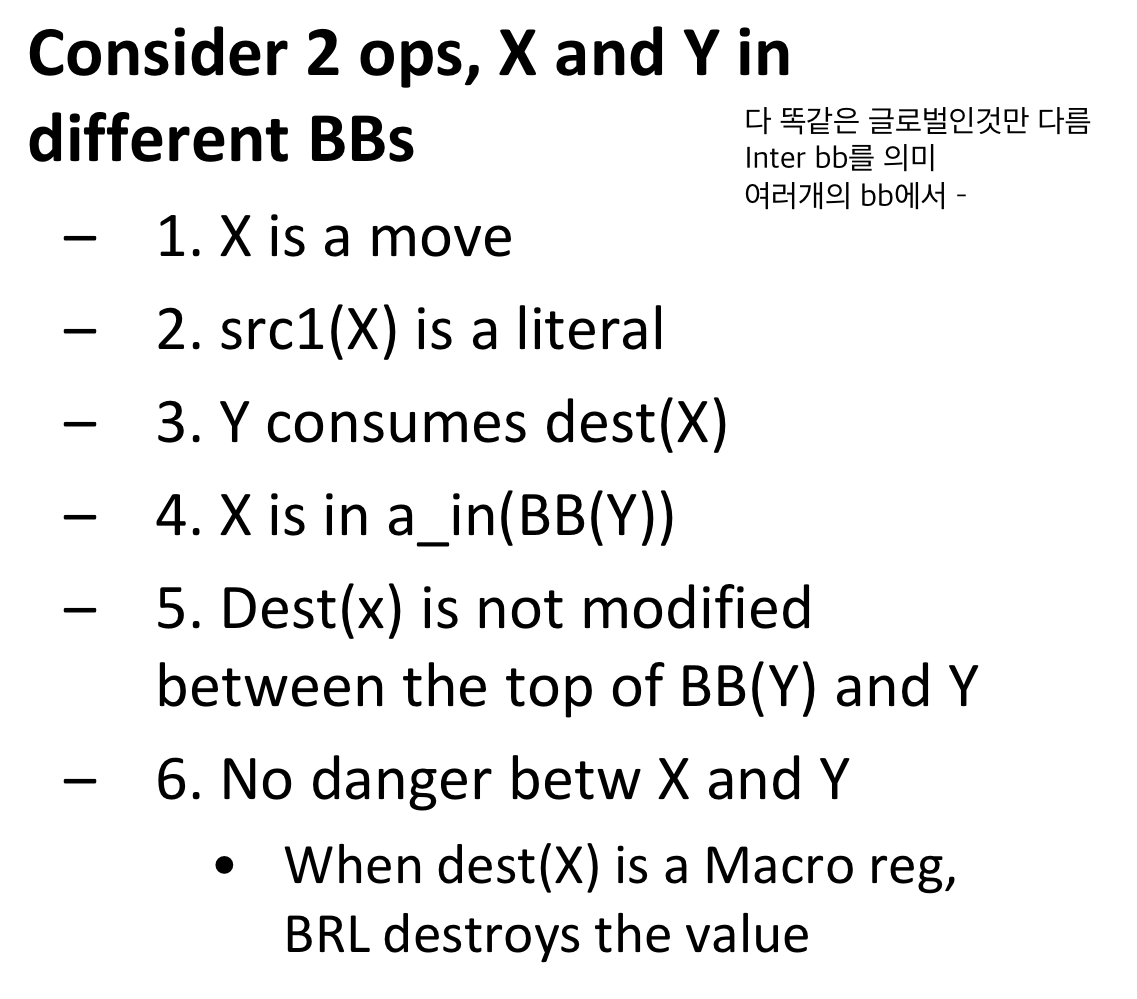 Consider 2 ops, X and Y in
different BBs
다 똑같은 글로벌인것만 다름
Inter bb를 의미
여러개의 bb에서 -
– 1. X is a move
– 2. src1(X) is a literal
– 3. Y consumes dest(X)
– 4. X is in a_in(BB(Y))
– 5. Dest(x) is not modified
between the top of BB(Y) and Y
– 6. No danger betw X and Y
• When dest(X) is a Macro reg,
BRL destroys the value